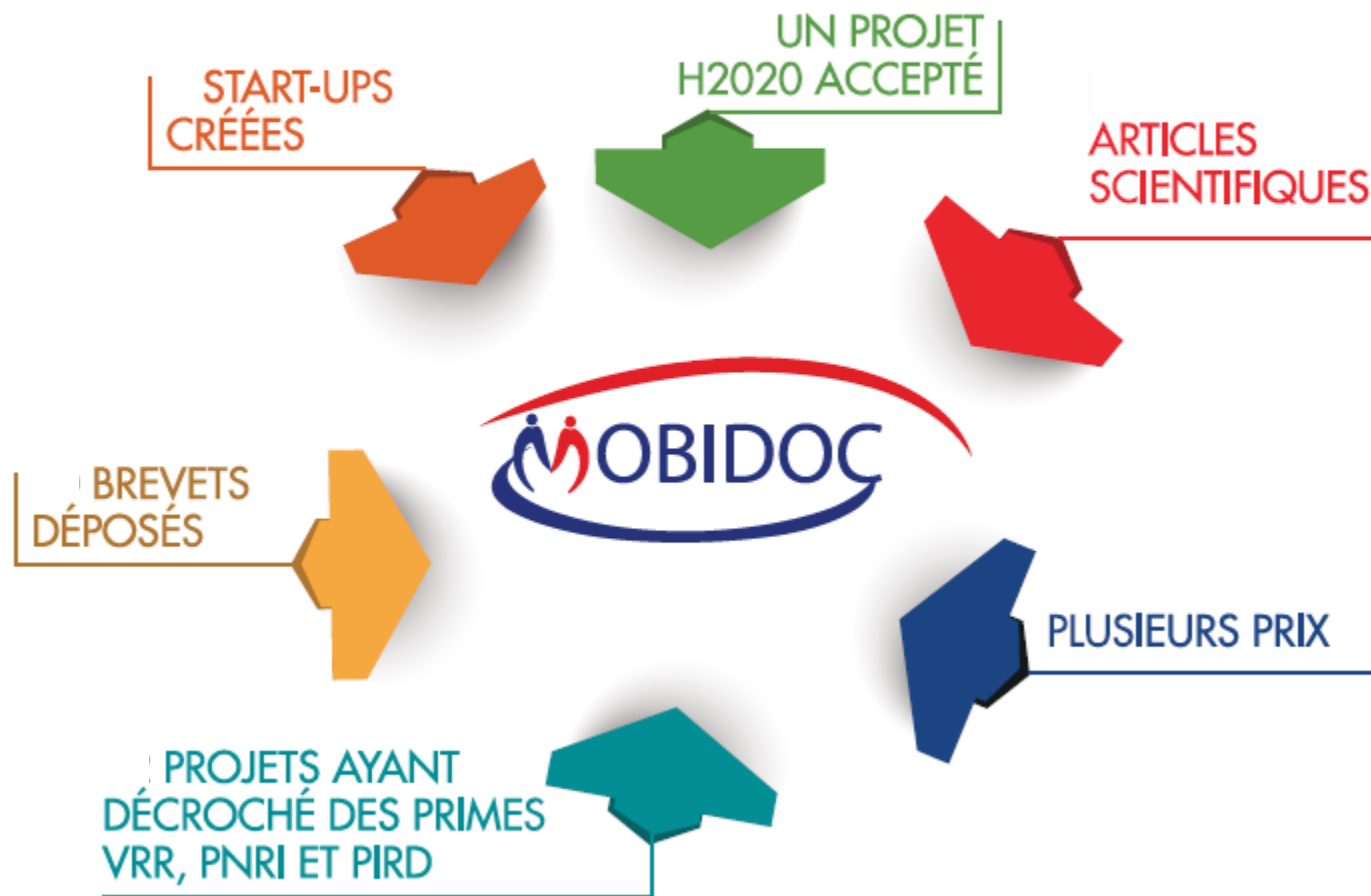 UN PROJET
H2020 ACCEPTÉ
START-UPS
CRÉÉES
ARTICLES
SCIENTIFIQUES
MOBIDOC
BREVETS
DÉPOSÉS
PLUSIEURS PRIX
PROJETS AYANT
DÉCROCHÉ DES PRIMES
VRR, PNRI ET PIRD